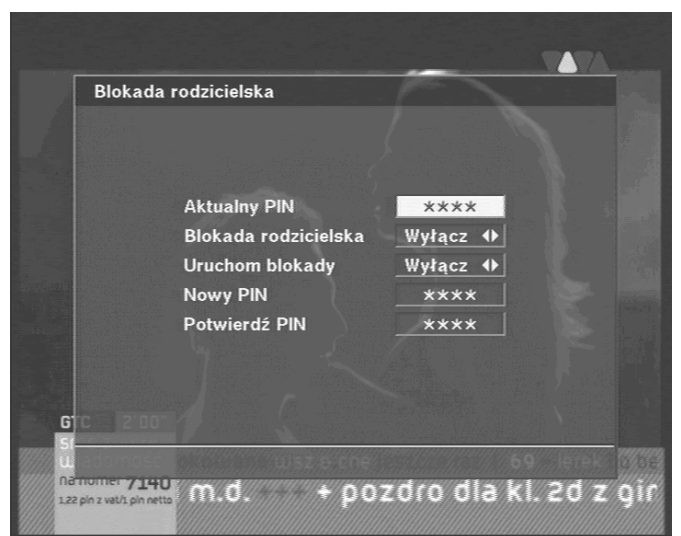 VIVA
Blokada rodzicielska
Aktualny PIN ****
Blokada rodzicielska Wyłącz
Uruchom blokady Wyłącz
Nowy PIN ****
Potwierdź PIN ****
GTC 2'00"
69
na numer 7140
1,22 pln z vat/1 pln netto
m.d. +++ + pozdro dla kl. 2d z gir